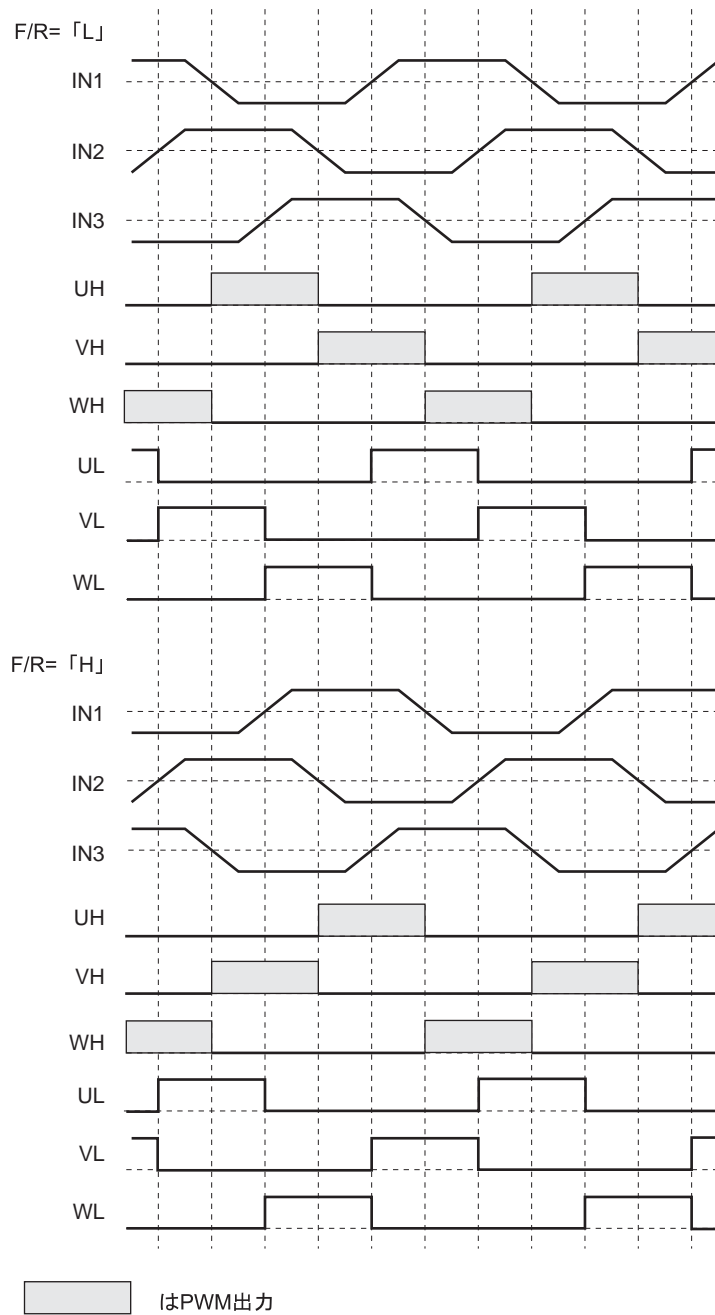 F/R=「L」
IN1
IN2
IN3
UH
VH
WH
UL
VL
WL
F/R=「H」
IN1
IN2
IN3
UH
VH
WH
UL
VL
WL
はPWM出力